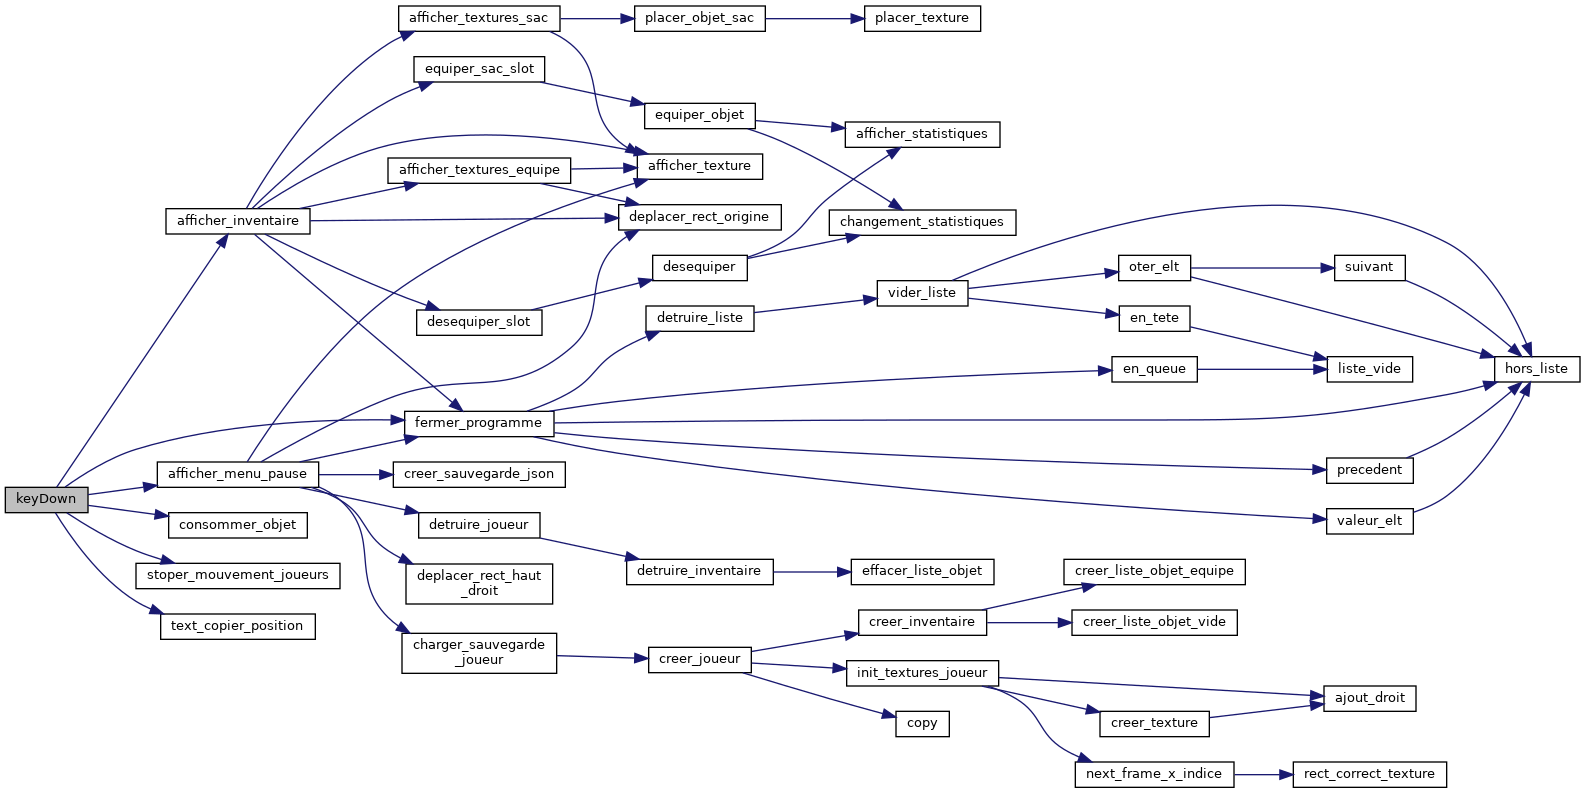 afficher_textures_sac
placer_objet_sac
placer_texture
equiper_sac_slot
equiper_objet
afficher_statistiques
afficher_texture
afficher_textures_equipe
afficher_inventaire
deplacer_rect_origine
changement_statistiques
desequiper
oter_elt
suivant
vider_liste
desequiper_slot
detruire_liste
en_tete
en_queue
liste_vide
hors_liste
fermer_programme
afficher_menu_pause
creer_sauvegarde_json
precedent
keyDown
consommer_objet
detruire_joueur
valeur_elt
stoper_mouvement_joueurs
deplacer_rect_haut
_droit
detruire_inventaire
effacer_liste_objet
creer_liste_objet_equipe
text_copier_position
creer_inventaire
creer_liste_objet_vide
charger_sauvegarde
_joueur
creer_joueur
init_textures_joueur
ajout_droit
copy
creer_texture
next_frame_x_indice
rect_correct_texture